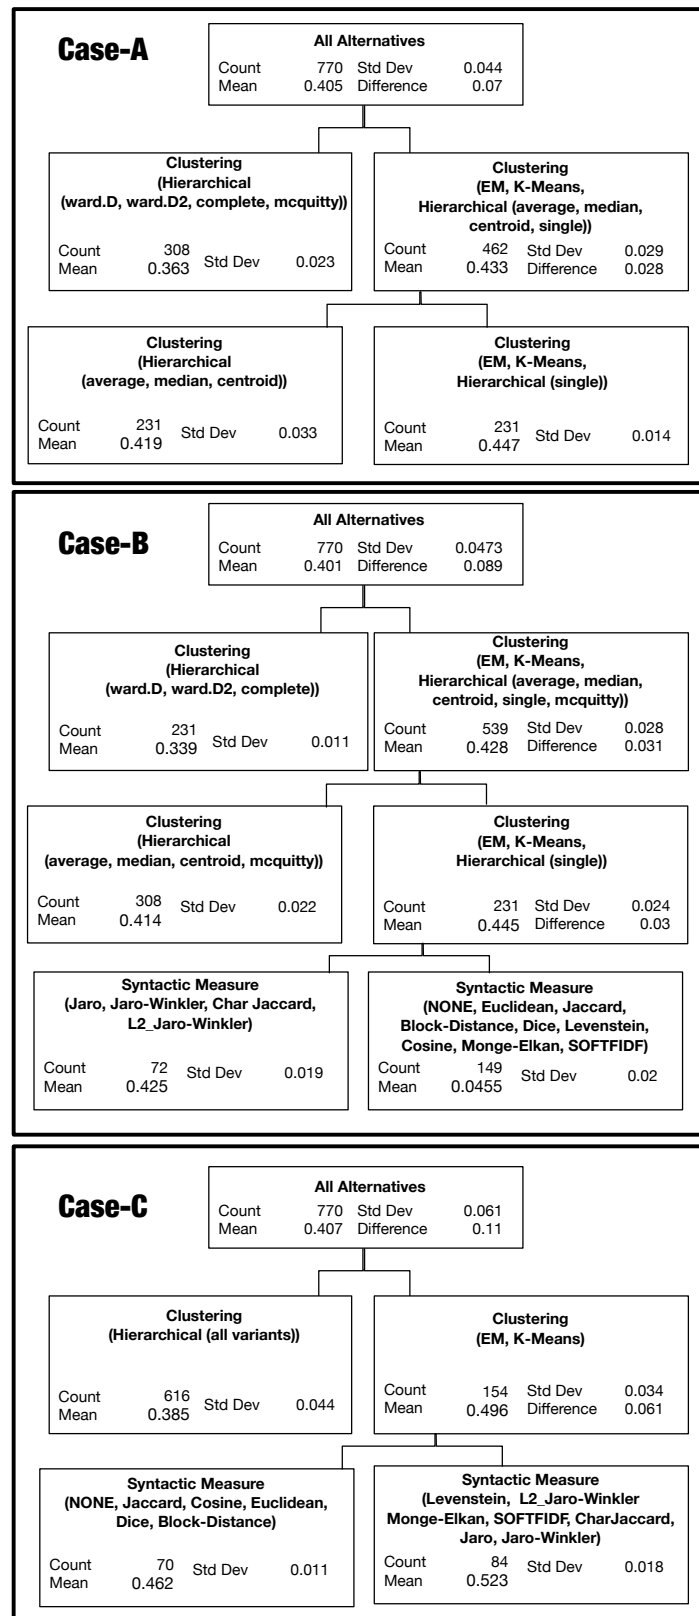 Case-A
All Alternatives
Count 770 Std Dev 0.044
Mean 0.405 Difference 0.07
Clustering
(Hierarchical
(ward.D, ward.D2, complete, mcquitty))
Count 308 Std Dev 0.023
Mean 0.363
Clustering
(EM, K-Means,
Hierarchical (average, median,
centroid, single))
Count 462 Std Dev 0.029
Mean 0.433 Difference 0.028
Clustering
(Hierarchical
(average, median, centroid))
Count 231 Std Dev 0.033
Mean 0.419
Clustering
(EM, K-Means,
Hierarchical (single))
Count 231 Std Dev 0.014
Mean 0.447
Case-B
All Alternatives
Count 770 Std Dev 0.0473
Mean 0.401 Difference 0.089
Clustering
(Hierarchical
(ward.D, ward.D2, complete))
Count 231 Std Dev 0.011
Mean 0.339
Clustering
(EM, K-Means,
Hierarchical (average, median,
centroid, single, mcquitty))
Count 539 Std Dev 0.028
Mean 0.428 Difference 0.031
Clustering
(Hierarchical
(average, median, centroid, mcquitty))
Count 308 Std Dev 0.022
Mean 0.414
Clustering
(EM, K-Means,
Hierarchical (single))
Count 231 Std Dev 0.024
Mean 0.445 Difference 0.03
Syntactic Measure
(Jaro, Jaro-Winkler, Char Jaccard,
L2_Jaro-Winkler)
Count 72 Std Dev 0.019
Mean 0.425
Syntactic Measure
(NONE, Euclidean, Jaccard,
Block-Distance, Dice, Levenstein,
Cosine, Monge-Elkan, SOFTFIDF)
Count 149 Std Dev 0.02
Mean 0.0455
Case-C
All Alternatives
Count 770 Std Dev 0.061
Mean 0.407 Difference 0.11
Clustering
(Hierarchical (all variants))
Count 616 Std Dev 0.044
Mean 0.385
Clustering
(EM, K-Means)
Count 154 Std Dev 0.034
Mean 0.496 Difference 0.061
Syntactic Measure
(NONE, Jaccard, Cosine, Euclidean,
Dice, Block-Distance)
Count 70 Std Dev 0.011
Mean 0.462
Syntactic Measure
(Levenstein, L2_Jaro-Winkler
Monge-Elkan, SOFTFIDF, CharJaccard,
Jaro, Jaro-Winkler)
Count 84 Std Dev 0.018
Mean 0.523